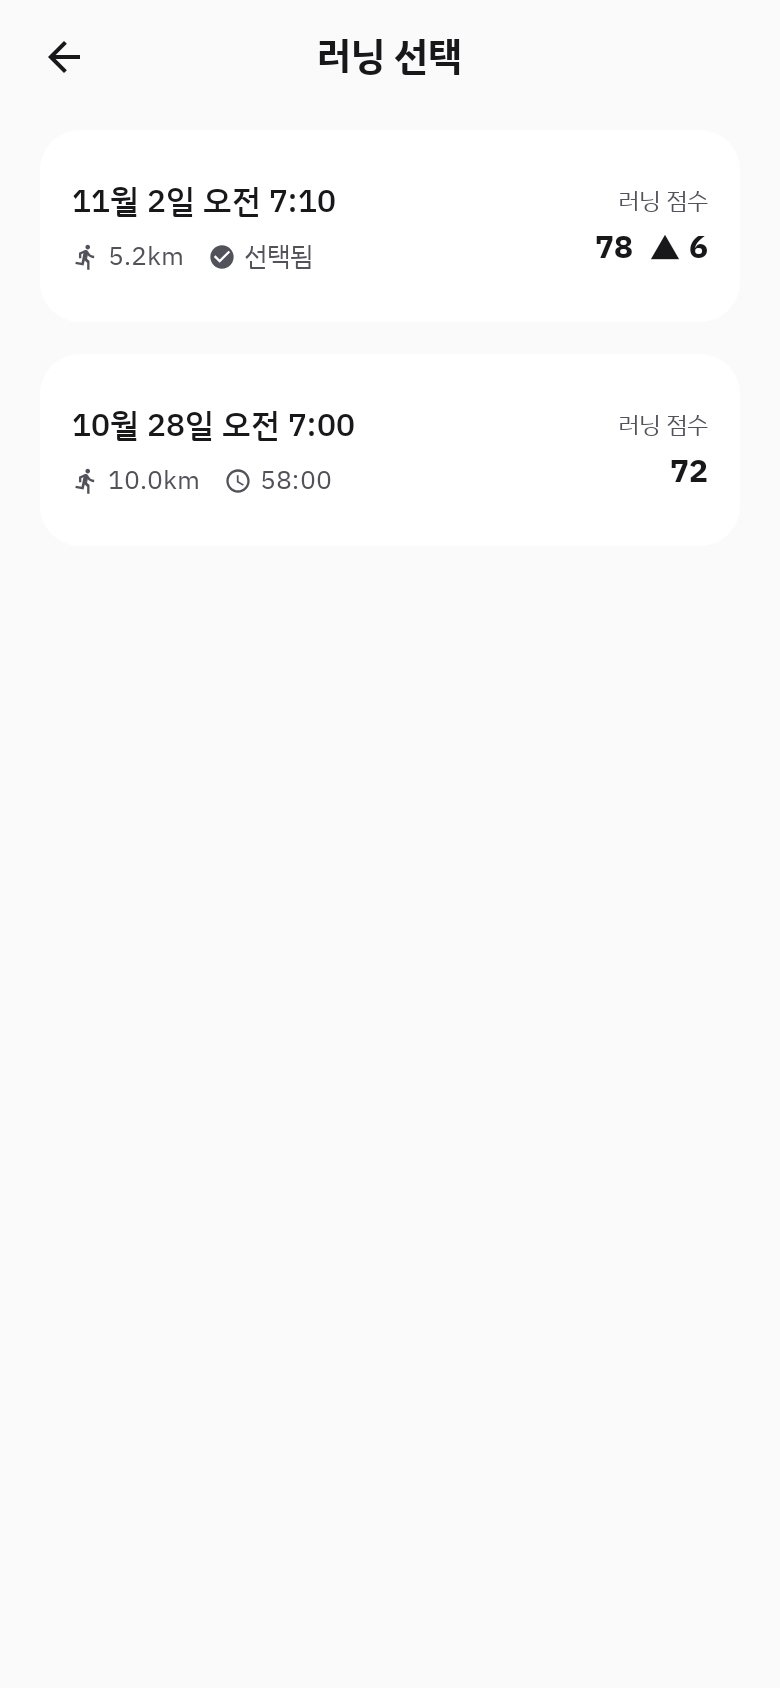 러닝 선택
11월 2일 오전 7:10
러닝 점수
5.2km 선택됨
78 ▲ 6
10월 28일 오전 7:00
러닝 점수
10.0km 58:00
72